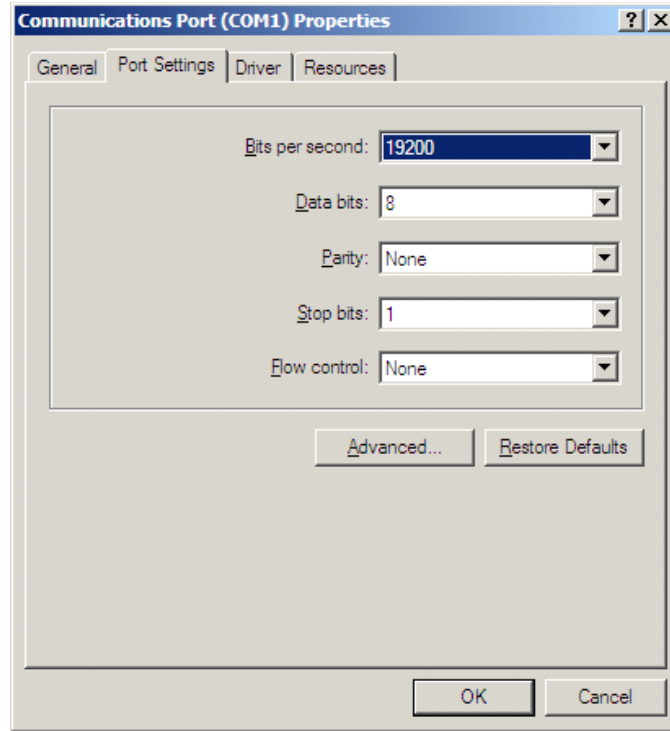 Communications Port (COM1) Properties
General Port Settings Driver Resources
Bits per second: 19200
Data bits: 8
Parity: None
Stop bits: 1
Flow control: None
Advanced... Restore Defaults
OK Cancel